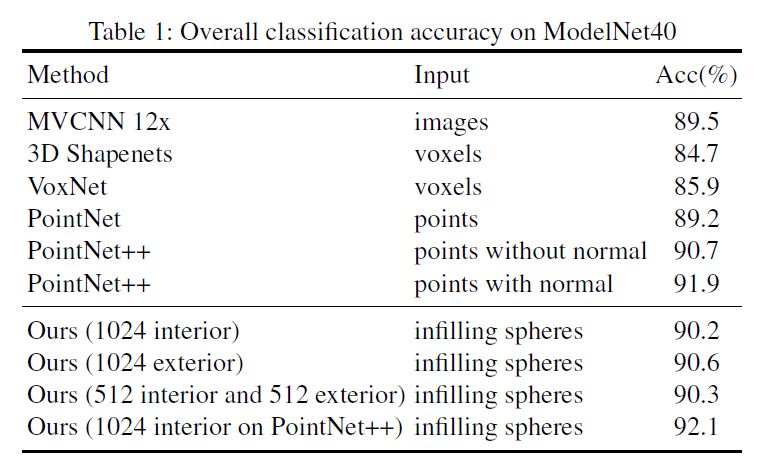 Table 1: Overall classification accuracy on ModelNet40
Method Input Acc(%)
MVCNN 12x images 89.5
3D Shapenets voxels 84.7
VoxNet voxels 85.9
PointNet points 89.2
PointNet++ points without normal 90.7
PointNet++ points with normal 91.9
Ours (1024 interior) infilling spheres 90.2
Ours (1024 exterior) infilling spheres 90.6
Ours (512 interior and 512 exterior) infilling spheres 90.3
Ours (1024 interior on PointNet++) infilling spheres 92.1